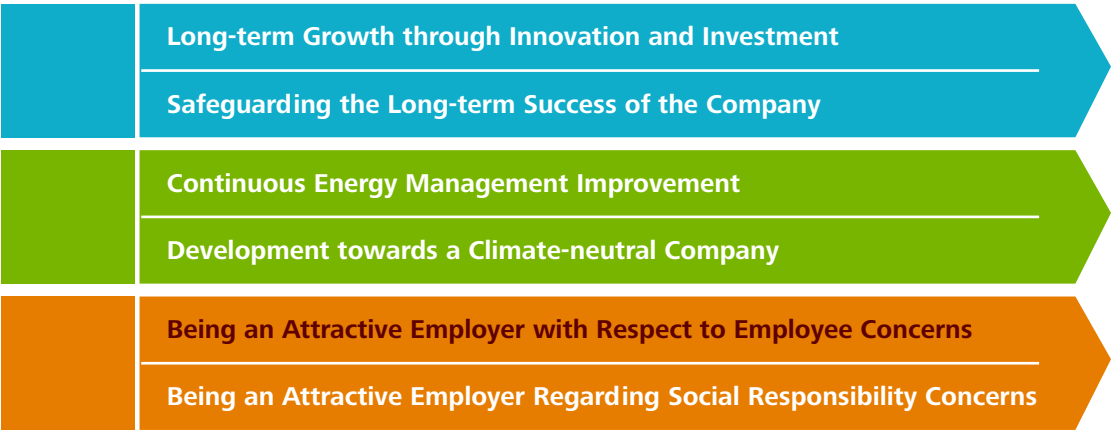 Long-term Growth through Innovation and Investment
Safeguarding the Long-term Success of the Company
Continuous Energy Management Improvement
Development towards a Climate-neutral Company
Being an Attractive Employer with Respect to Employee Concerns
Being an Attractive Employer Regarding Social Responsibility Concerns